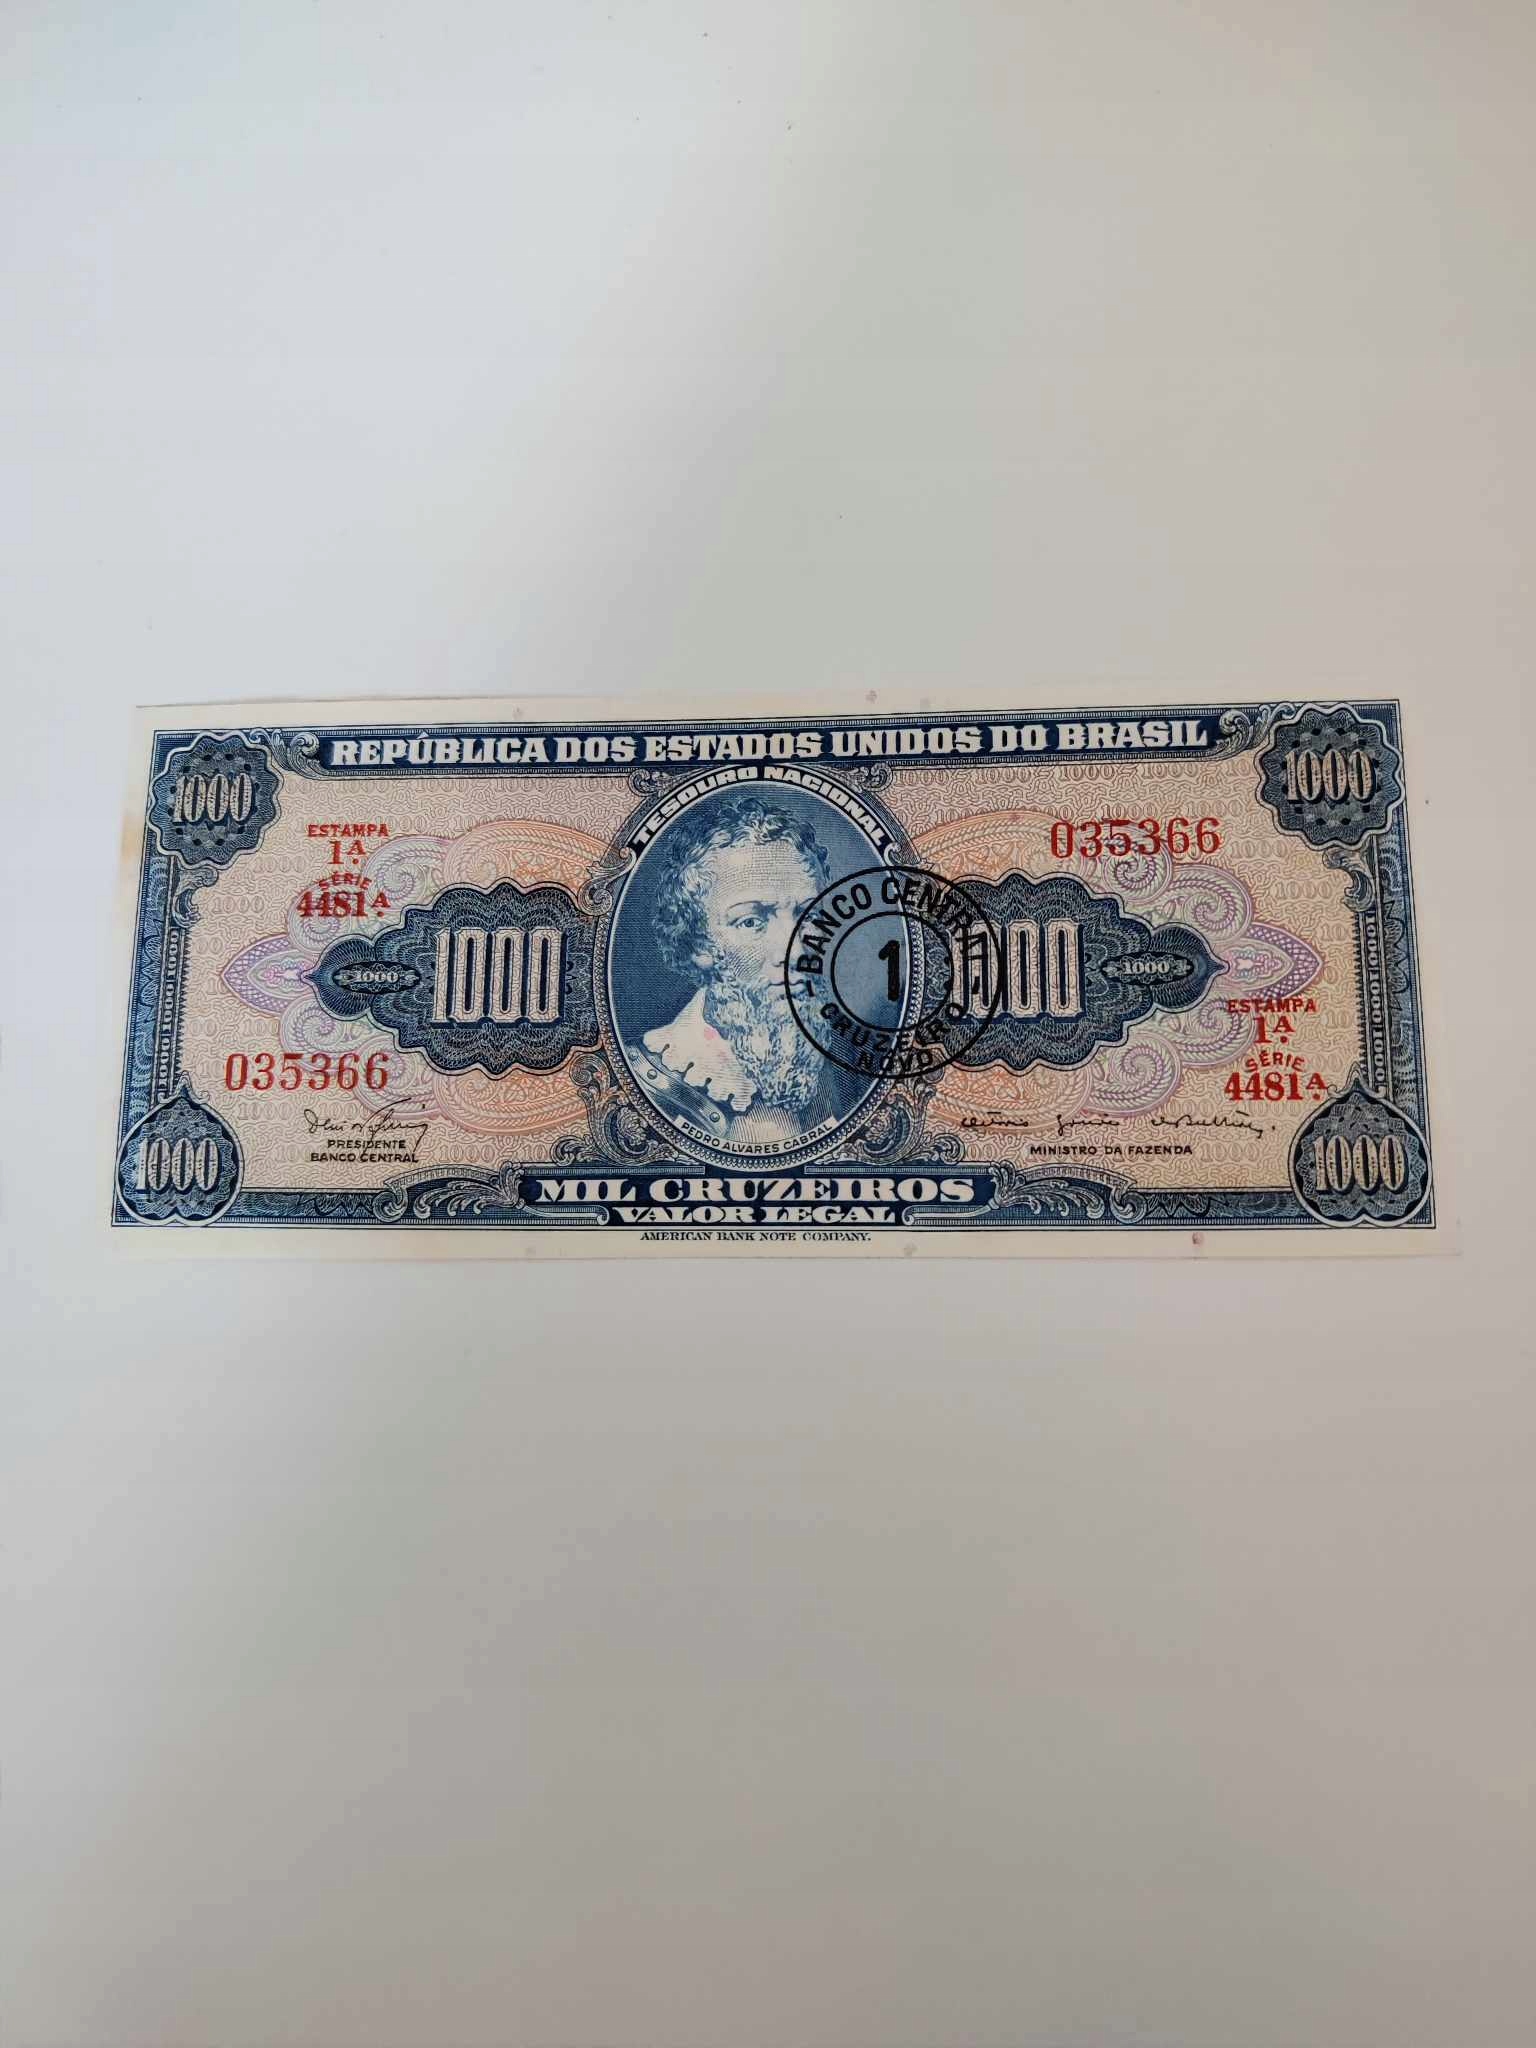 REPÚBLICA DOS ESTADOS UNIDOS DO BRASIL
TESOURO NACIONAL
1000
1000
ESTAMPA
1ᴬ.
SÉRIE
4481ᴬ.
035366
1000
1000
BANCO CENTRAL
1
CRUZEIRO
NOVO
1000
ESTAMPA
1ᴬ.
SÉRIE
4481ᴬ.
035366
PRESIDENTE
BANCO CENTRAL
PEDRO ALVARES CABRAL
MINISTRO DA FAZENDA
1000
1000
MIL CRUZEIROS
VALOR LEGAL
AMERICAN BANK NOTE COMPANY.